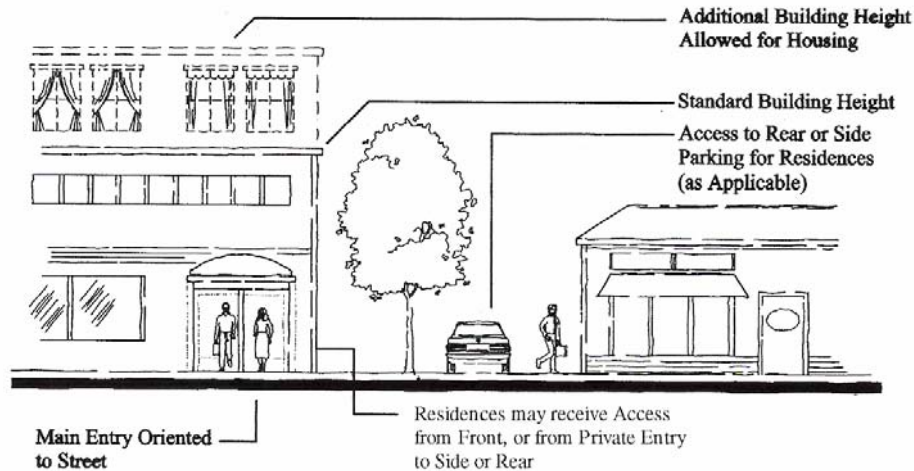 Additional Building Height
Allowed for Housing
Standard Building Height
Access to Rear or Side
Parking for Residences
(as Applicable)
Residences may receive Access
from Front, or from Private Entry
to Side or Rear
Main Entry Oriented
to Street